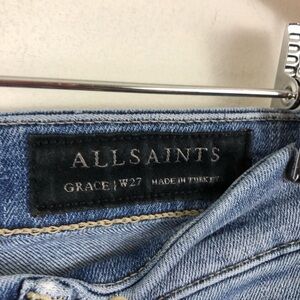 ALLSAINTS
GRACE | W27 MADE IN TURKEY